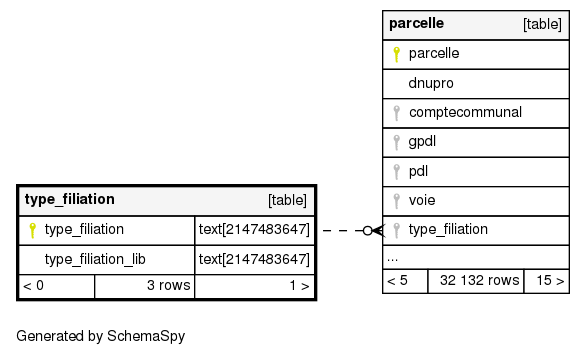 parcelle [table]
parcelle
dnupro
comptecommunal
gpdl
pdl
voie
type_filiation
...
< 5 32 132 rows 15 >
type_filiation [table]
type_filiation text[2147483647]
type_filiation_lib text[2147483647]
< 0 3 rows 1 >
Generated by SchemaSpy